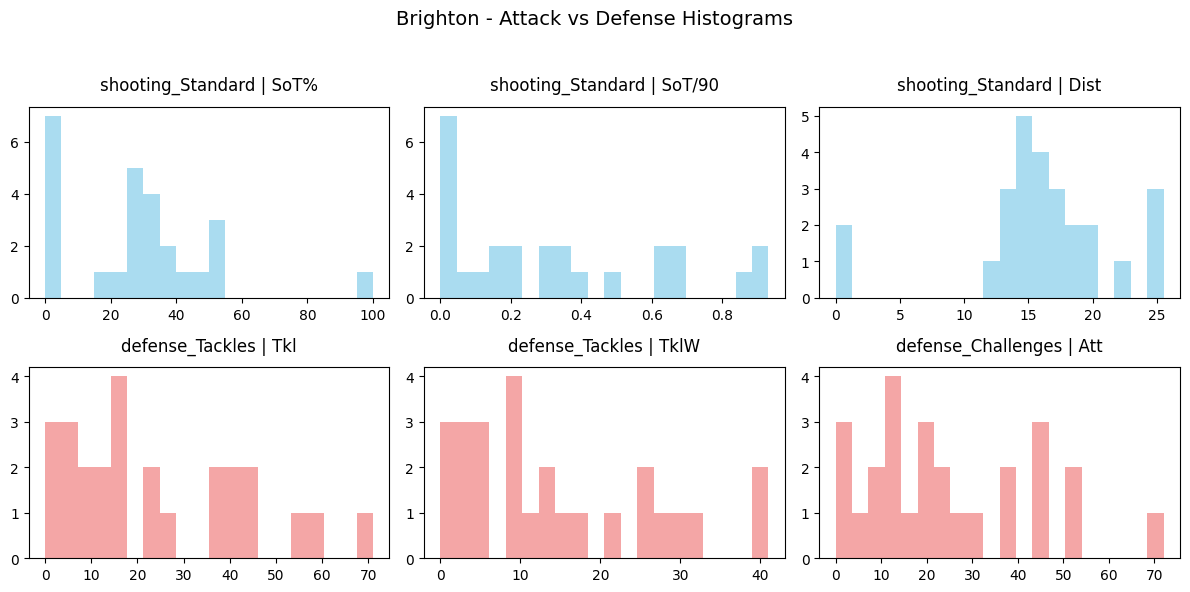 Brighton - Attack vs Defense Histograms
shooting_Standard | SoT%
6
4
2
0
0 20 40 60 80 100
shooting_Standard | SoT/90
6
4
2
0
0.0 0.2 0.4 0.6 0.8
shooting_Standard | Dist
5
4
3
2
1
0
0 5 10 15 20 25
defense_Tackles | Tkl
4
3
2
1
0
0 10 20 30 40 50 60 70
defense_Tackles | TklW
4
3
2
1
0
0 10 20 30 40
defense_Challenges | Att
4
3
2
1
0
0 10 20 30 40 50 60 70